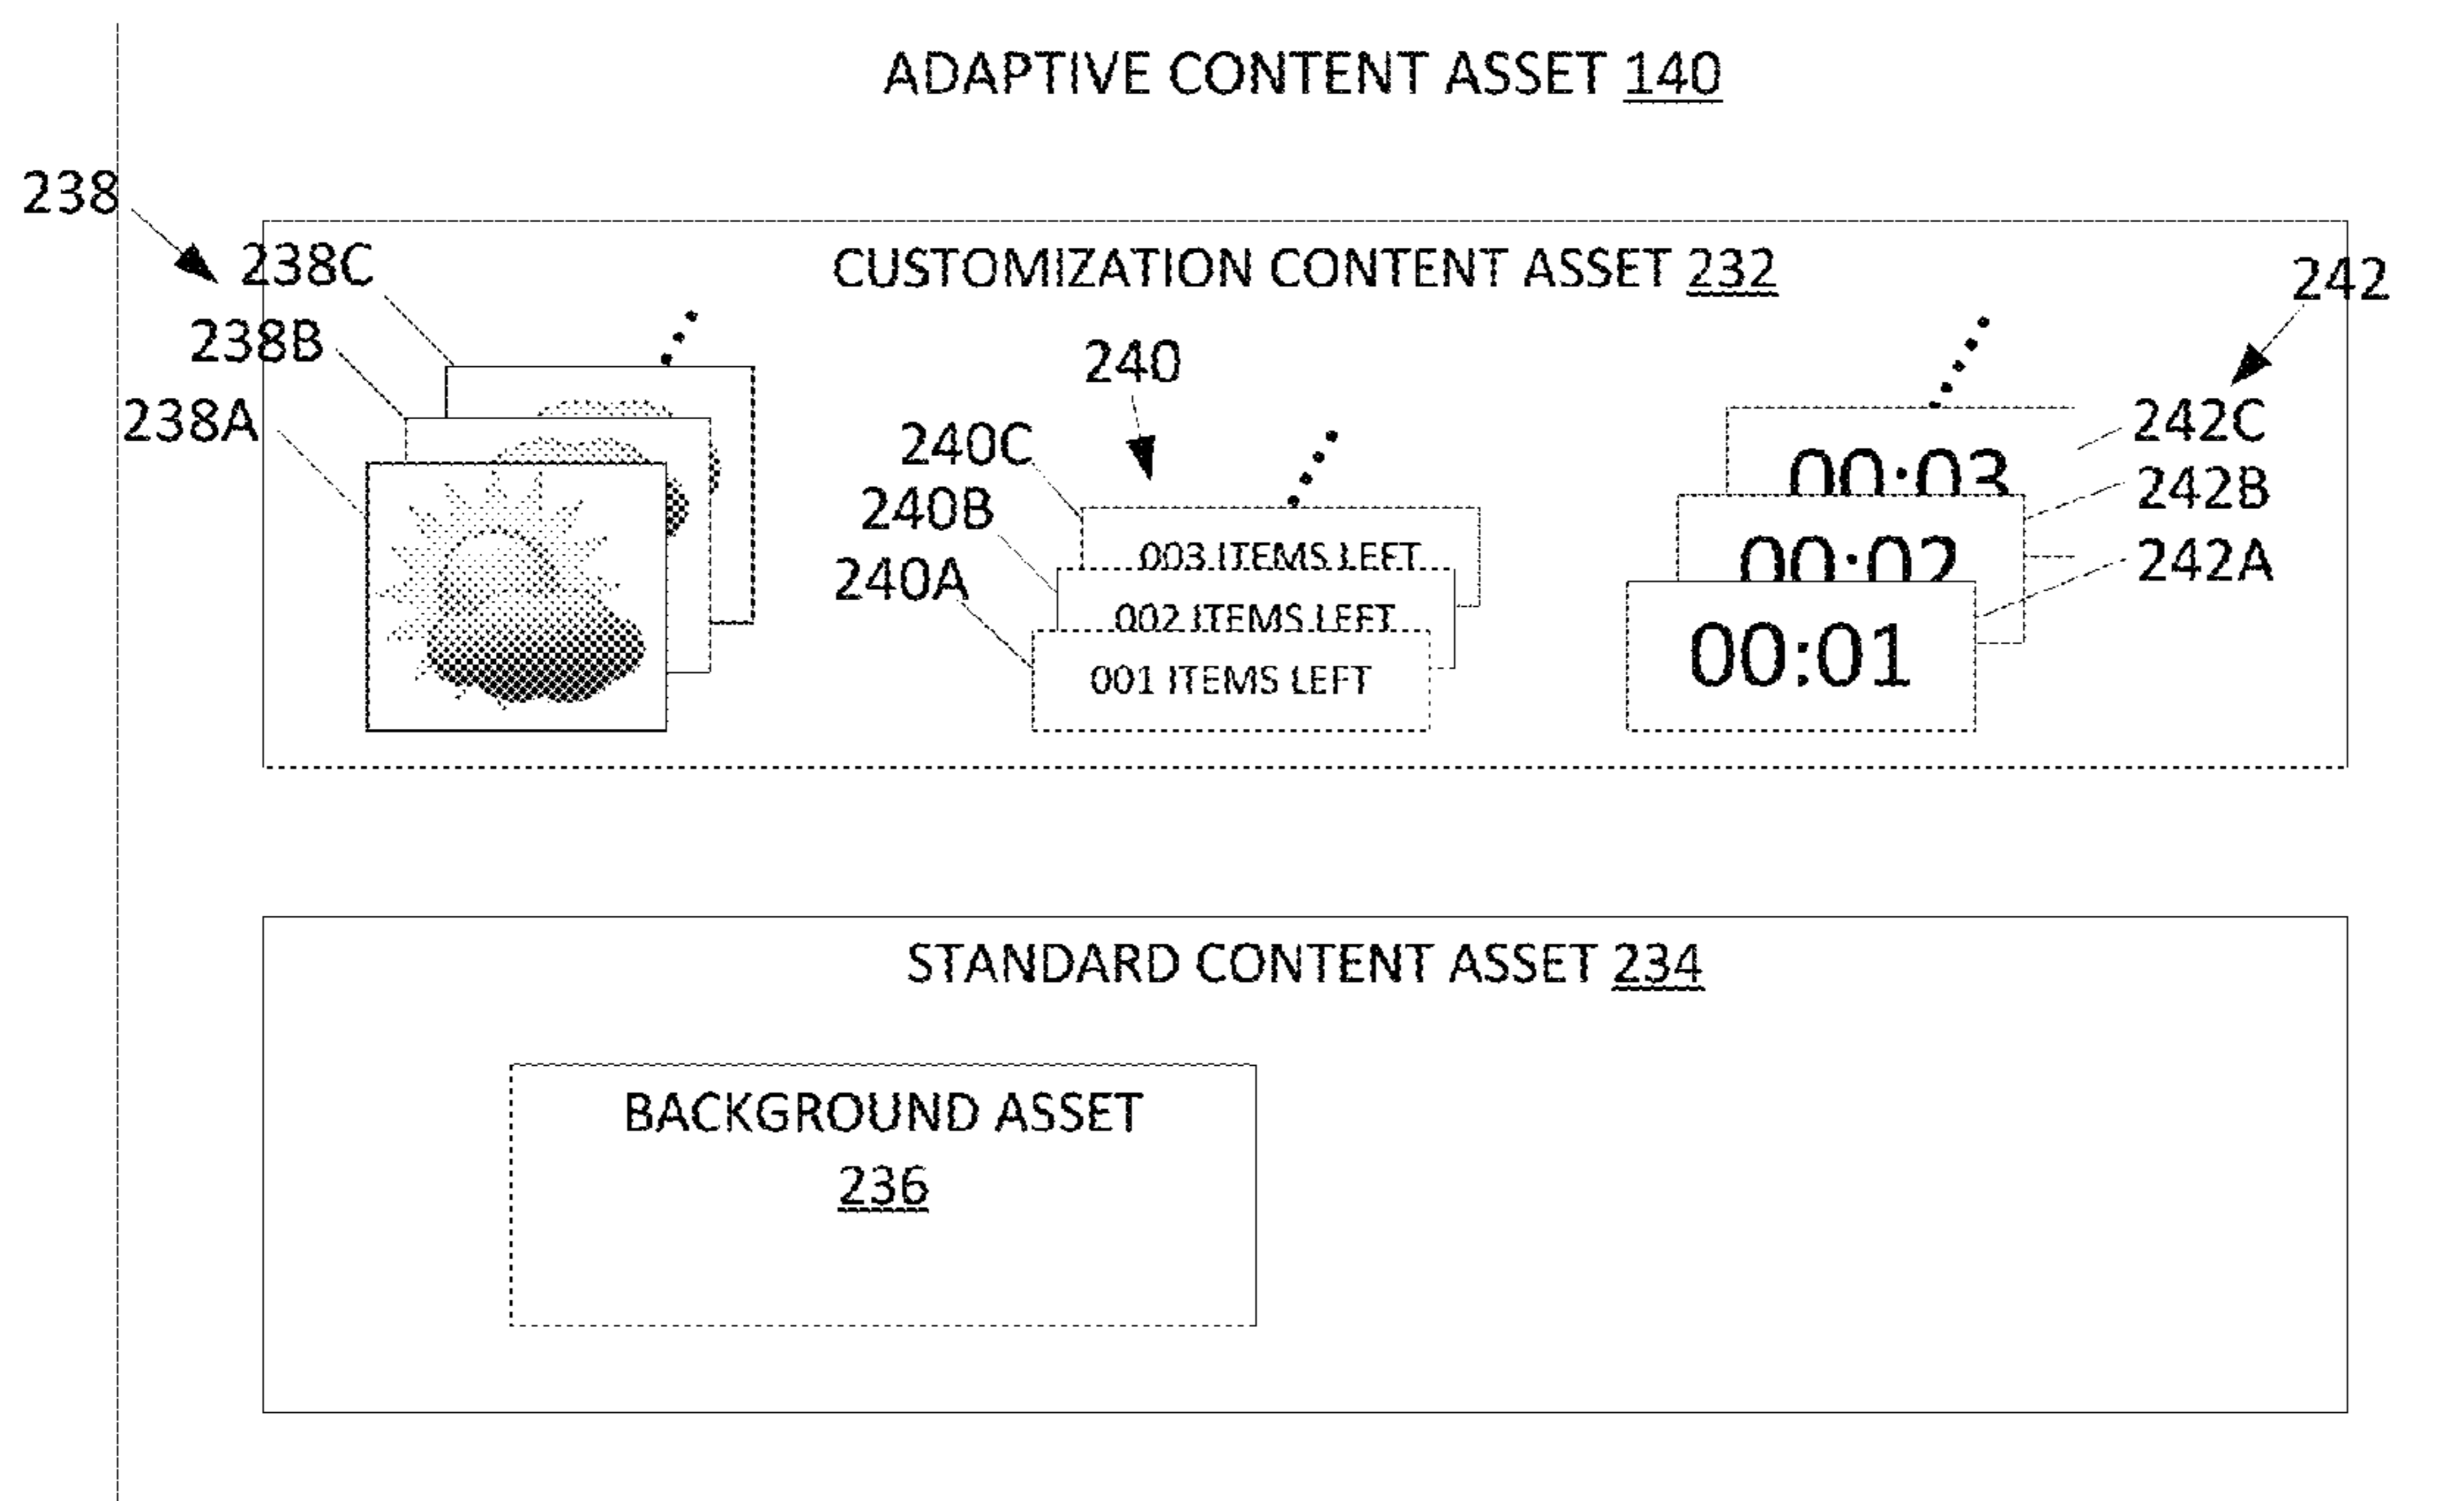 ADAPTIVE CONTENT ASSET 140
238
CUSTOMIZATION CONTENT ASSET 232
238C
238B
238A
240
240C
240B
240A
003 ITEMS LEFT
002 ITEMS LEFT
001 ITEMS LEFT
242
242C
242B
242A
00:03
00:02
00:01
STANDARD CONTENT ASSET 234
BACKGROUND ASSET
236